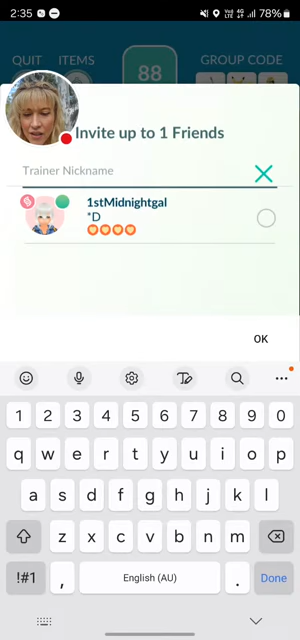 2:35
78%
QUIT ITEMS GROUP CODE
88
Invite up to 1 Friends
Trainer Nickname
1stMidnightgal
*D
OK
1 2 3 4 5 6 7 8 9 0
q w e r t y u i o p
a s d f g h j k l
z x c v b n m
!#1 , English (AU) . Done